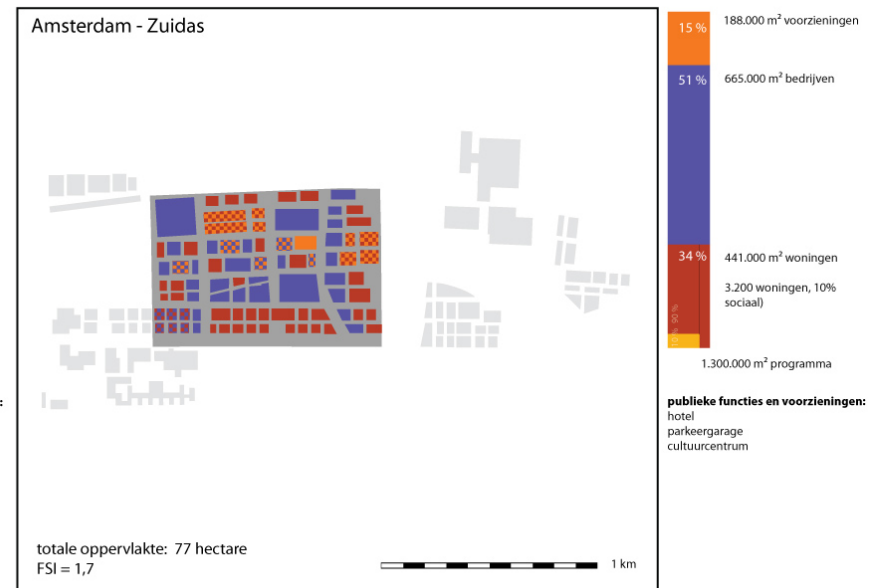 Amsterdam - Zuidas
totale oppervlakte: 77 hectare
FSI = 1,7
1 km
15 %
188.000 m² voorzieningen
51 %
665.000 m² bedrijven
34 %
441.000 m² woningen
3.200 woningen, 10%
sociaal)
10 % 90 %
1.300.000 m² programma
publieke functies en voorzieningen:
hotel
parkeergarage
cultuurcentrum
: